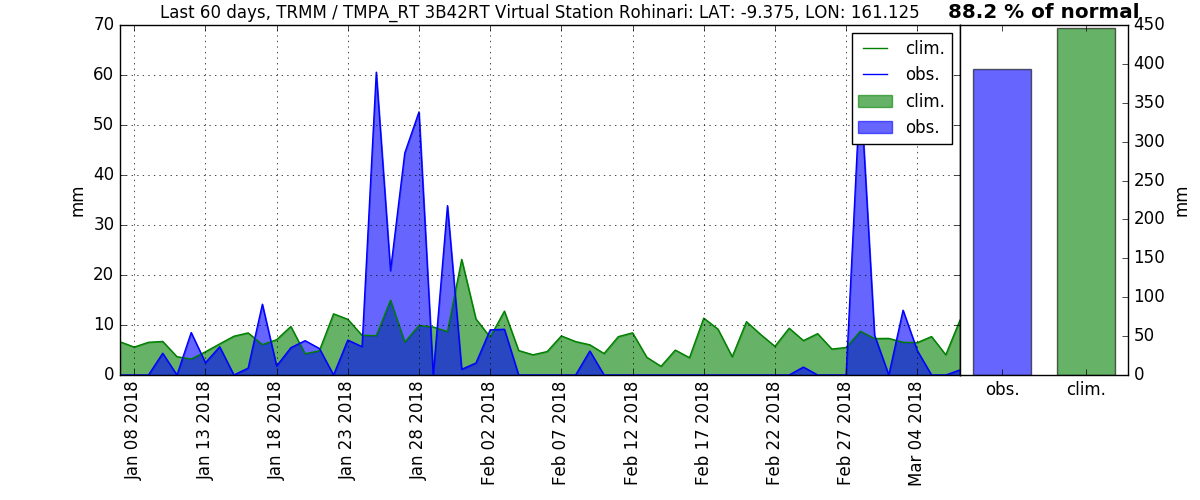 Last 60 days, TRMM / TMPA_RT 3B42RT Virtual Station Rohinari: LAT: -9.375, LON: 161.125
88.2 % of normal
70
60
50
40
30
20
10
0
mm
clim.
obs.
clim.
obs.
450
400
350
300
250
200
150
100
50
0
mm
obs.
clim.
Jan 08 2018
Jan 13 2018
Jan 18 2018
Jan 23 2018
Jan 28 2018
Feb 02 2018
Feb 07 2018
Feb 12 2018
Feb 17 2018
Feb 22 2018
Feb 27 2018
Mar 04 2018